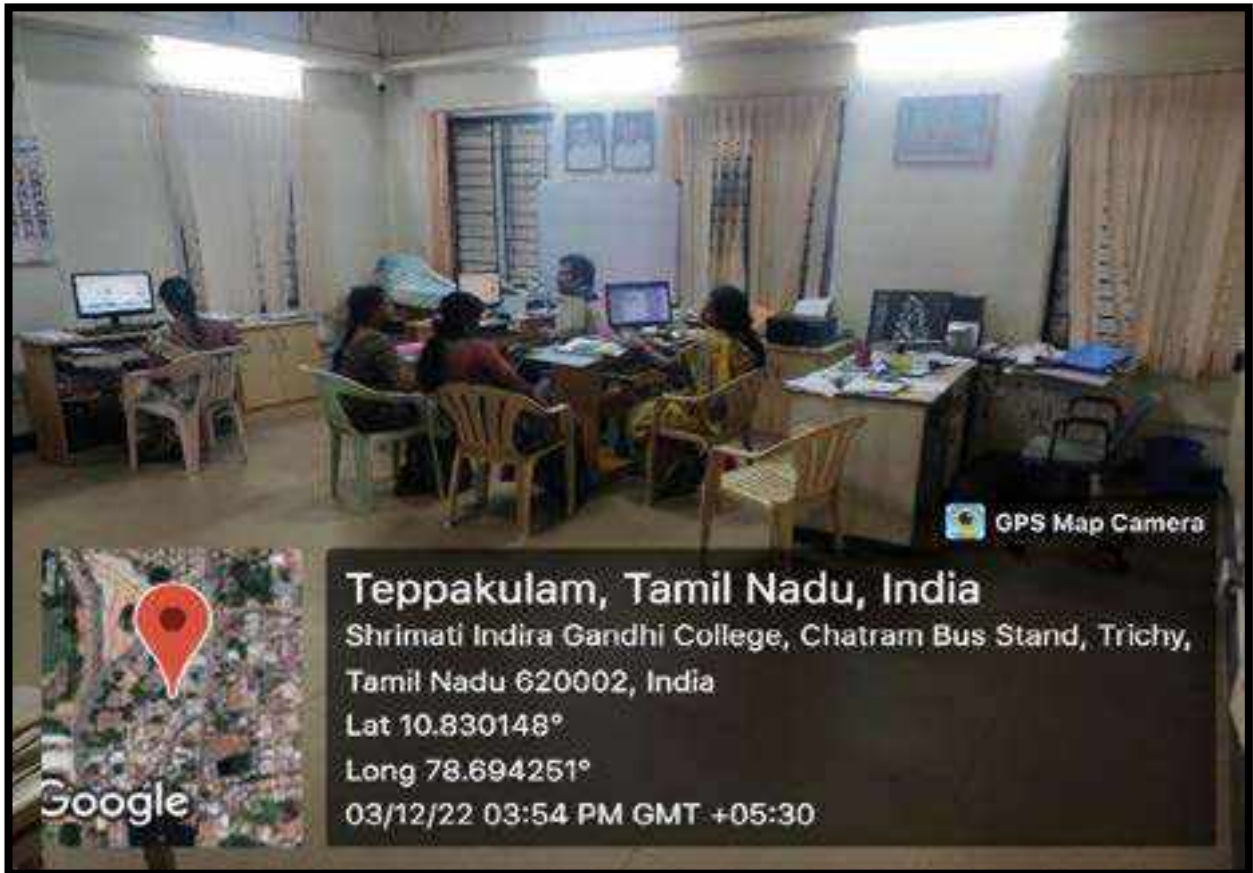 GPS Map Camera
Teppakulam, Tamil Nadu, India
Shrimati Indira Gandhi College, Chatram Bus Stand, Trichy,
Tamil Nadu 620002, India
Lat 10.830148°
Long 78.694251°
03/12/22 03:54 PM GMT +05:30
Google